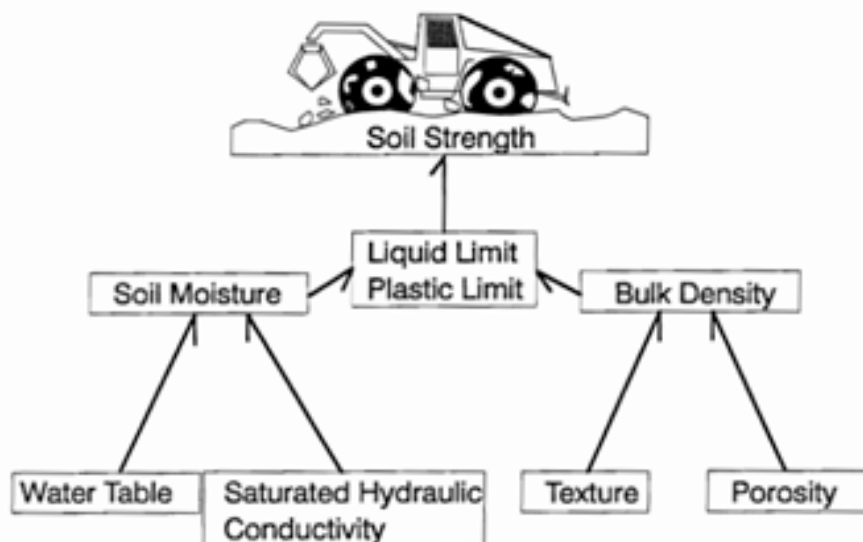 Soil Strength
Liquid Limit
Plastic Limit
Soil Moisture
Bulk Density
Water Table
Saturated Hydraulic
Conductivity
Texture
Porosity